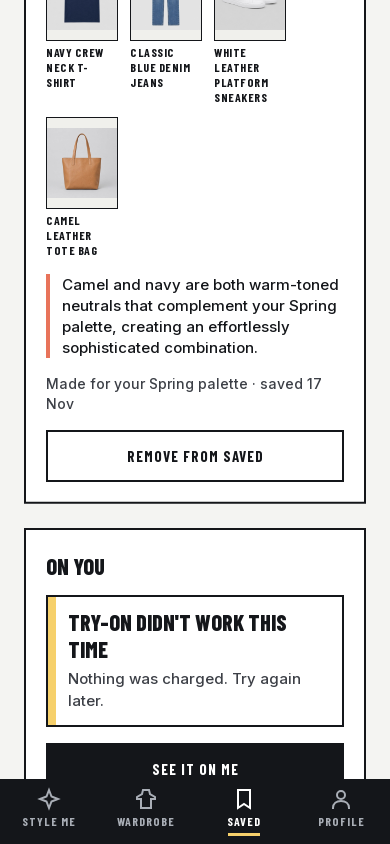 NAVY CREW
NECK T-
SHIRT
CLASSIC
BLUE DENIM
JEANS
WHITE
LEATHER
PLATFORM
SNEAKERS
CAMEL
LEATHER
TOTE BAG
Camel and navy are both warm-toned
neutrals that complement your Spring
palette, creating an effortlessly
sophisticated combination.
Made for your Spring palette · saved 17
Nov
REMOVE FROM SAVED
ON YOU
TRY-ON DIDN'T WORK THIS
TIME
Nothing was charged. Try again
later.
SEE IT ON ME
STYLE ME
WARDROBE
SAVED
PROFILE